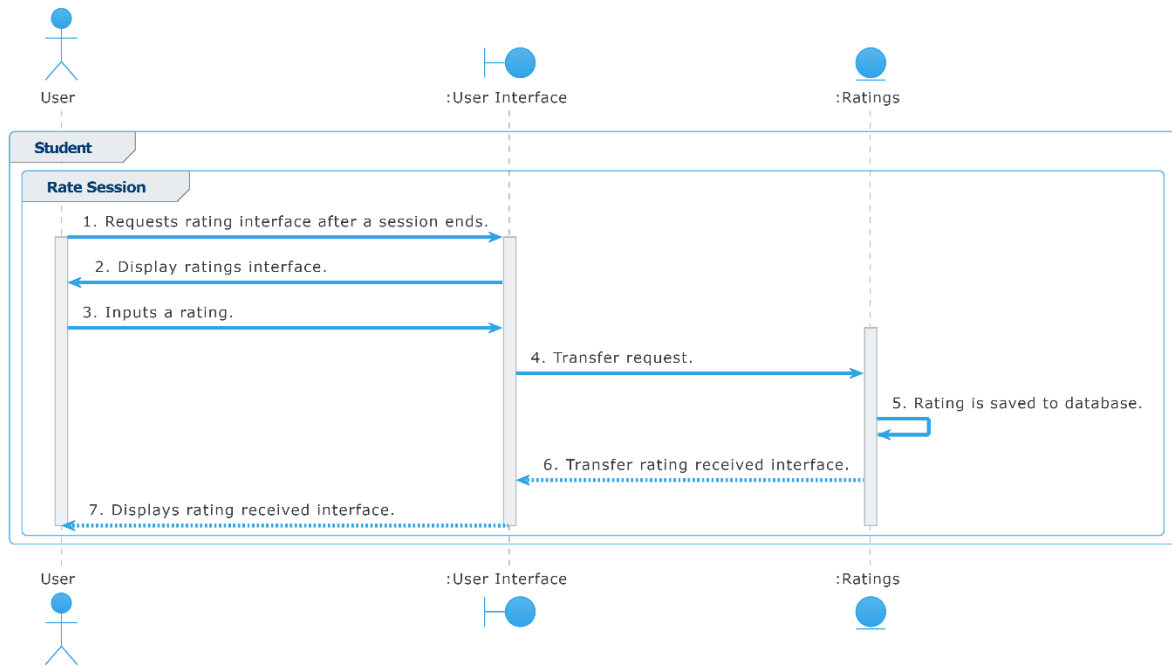 User
:User Interface
:Ratings
Student
Rate Session
1. Requests rating interface after a session ends.
2. Display ratings interface.
3. Inputs a rating.
4. Transfer request.
5. Rating is saved to database.
6. Transfer rating received interface.
7. Displays rating received interface.
User
:User Interface
:Ratings